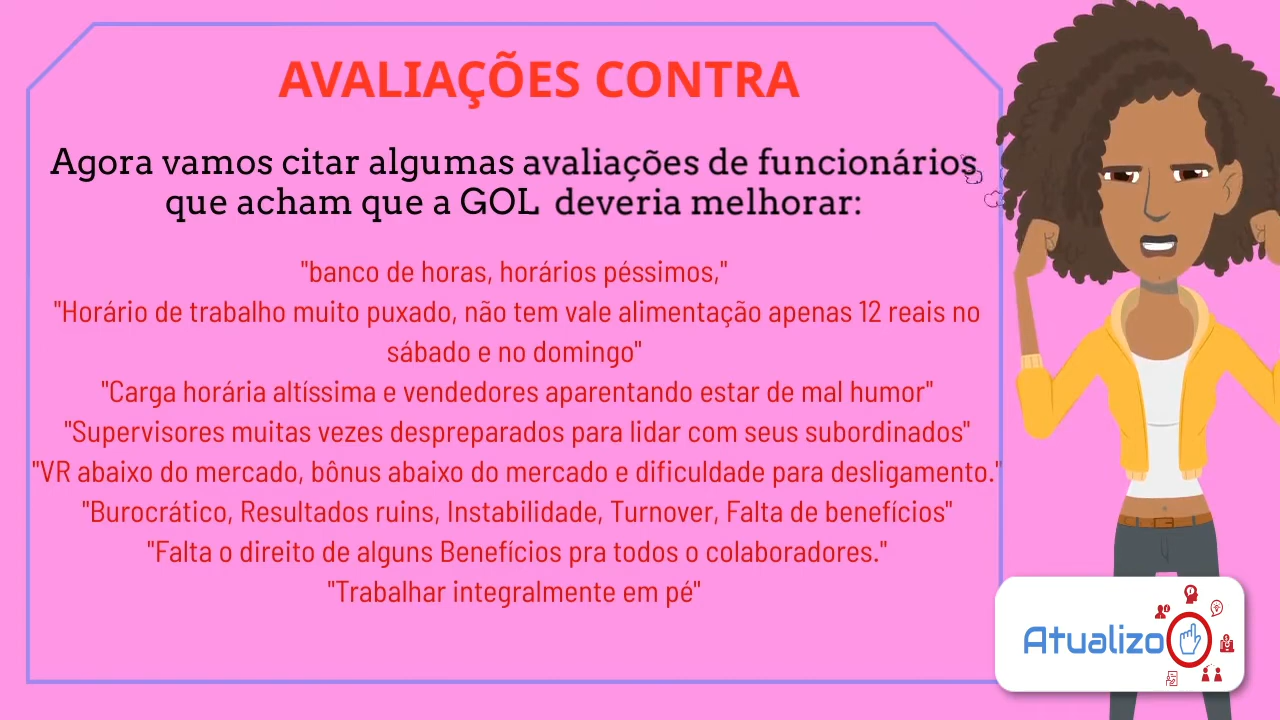 AVALIAÇÕES CONTRA
Agora vamos citar algumas avaliações de funcionários
que acham que a GOL deveria melhorar:
"banco de horas, horários péssimos,"
"Horário de trabalho muito puxado, não tem vale alimentação apenas 12 reais no
sábado e no domingo"
"Carga horária altíssima e vendedores aparentando estar de mal humor"
"Supervisores muitas vezes despreparados para lidar com seus subordinados"
"VR abaixo do mercado, bônus abaixo do mercado e dificuldade para desligamento."
"Burocrático, Resultados ruins, Instabilidade, Turnover, Falta de benefícios"
"Falta o direito de alguns Benefícios pra todos o colaboradores."
"Trabalhar integralmente em pé"
Atualizo